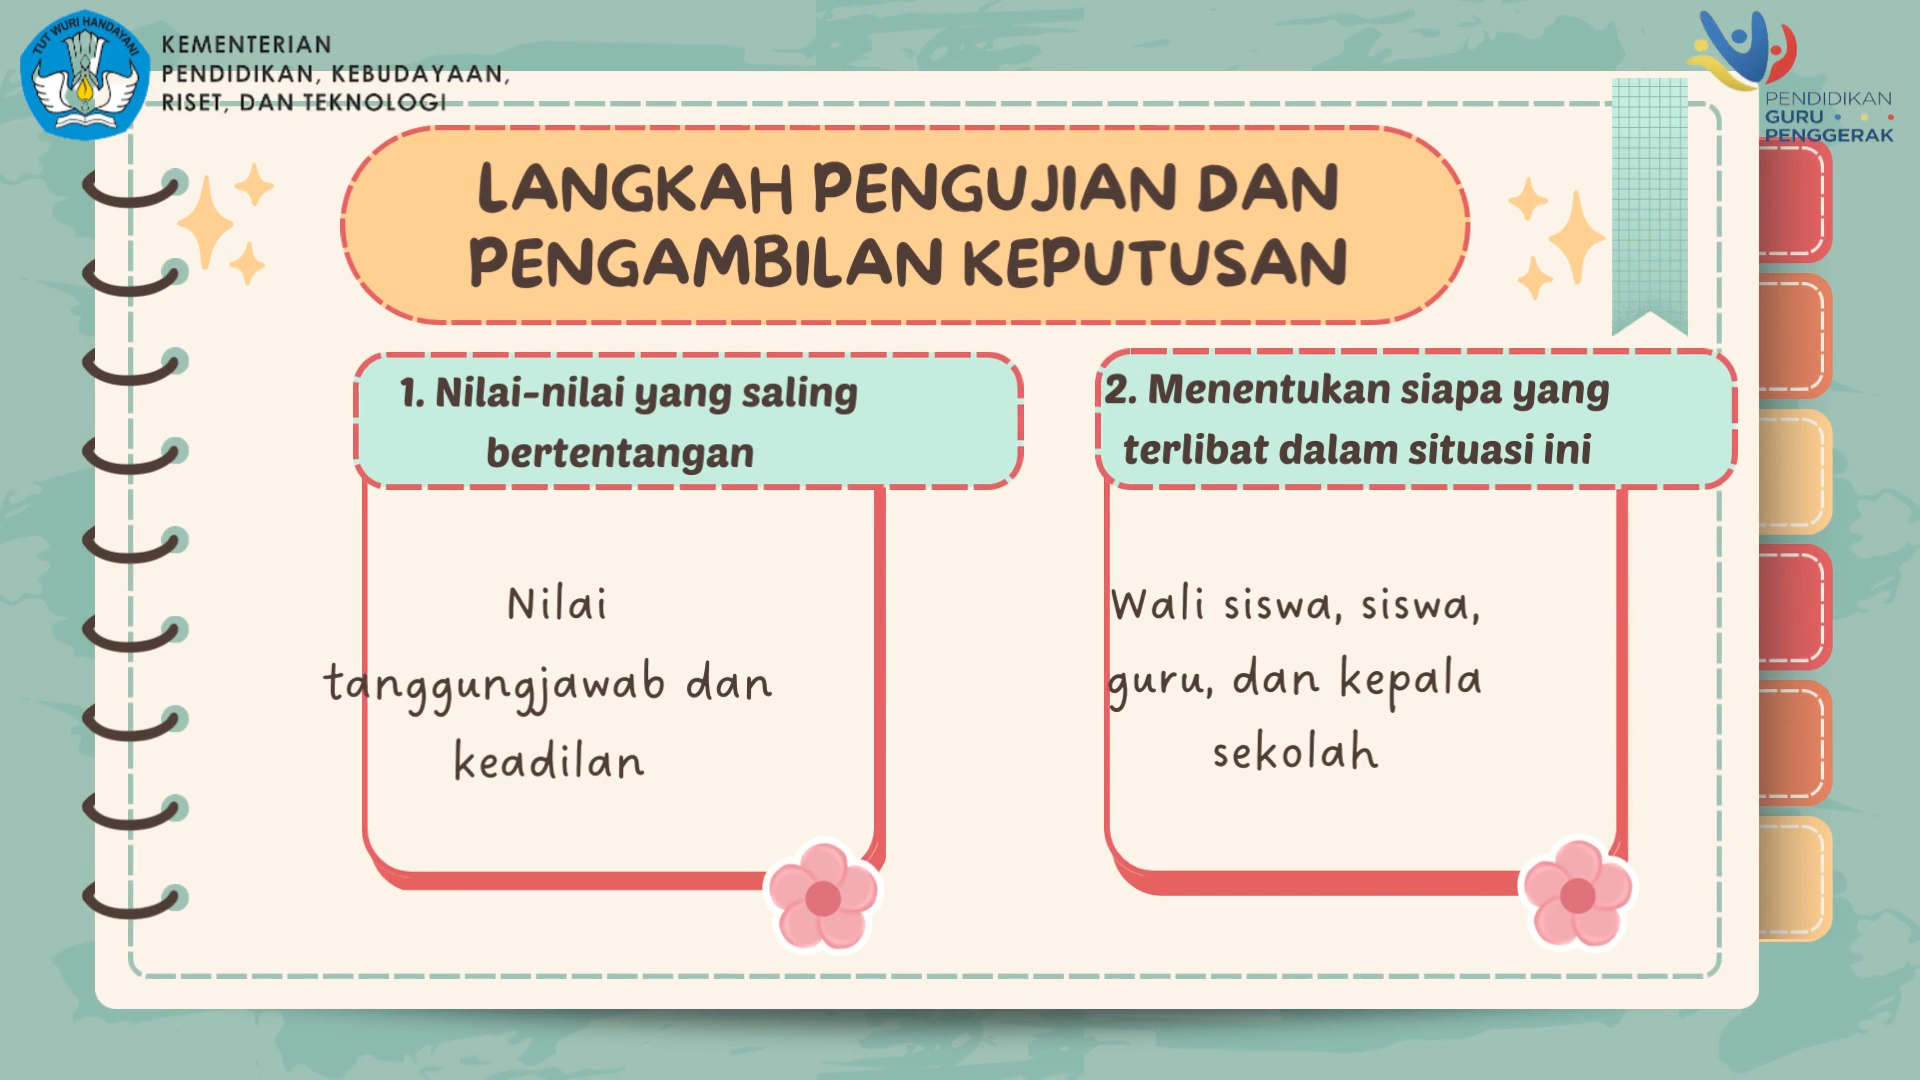 TUT WURI HANDAYANI
KEMENTERIAN
PENDIDIKAN, KEBUDAYAAN,
RISET, DAN TEKNOLOGI
PENDIDIKAN
GURU
PENGGERAK
LANGKAH PENGUJIAN DAN
PENGAMBILAN KEPUTUSAN
1. Nilai-nilai yang saling
bertentangan
Nilai
tanggungjawab dan
keadilan
2. Menentukan siapa yang
terlibat dalam situasi ini
Wali siswa, siswa,
guru, dan kepala
sekolah